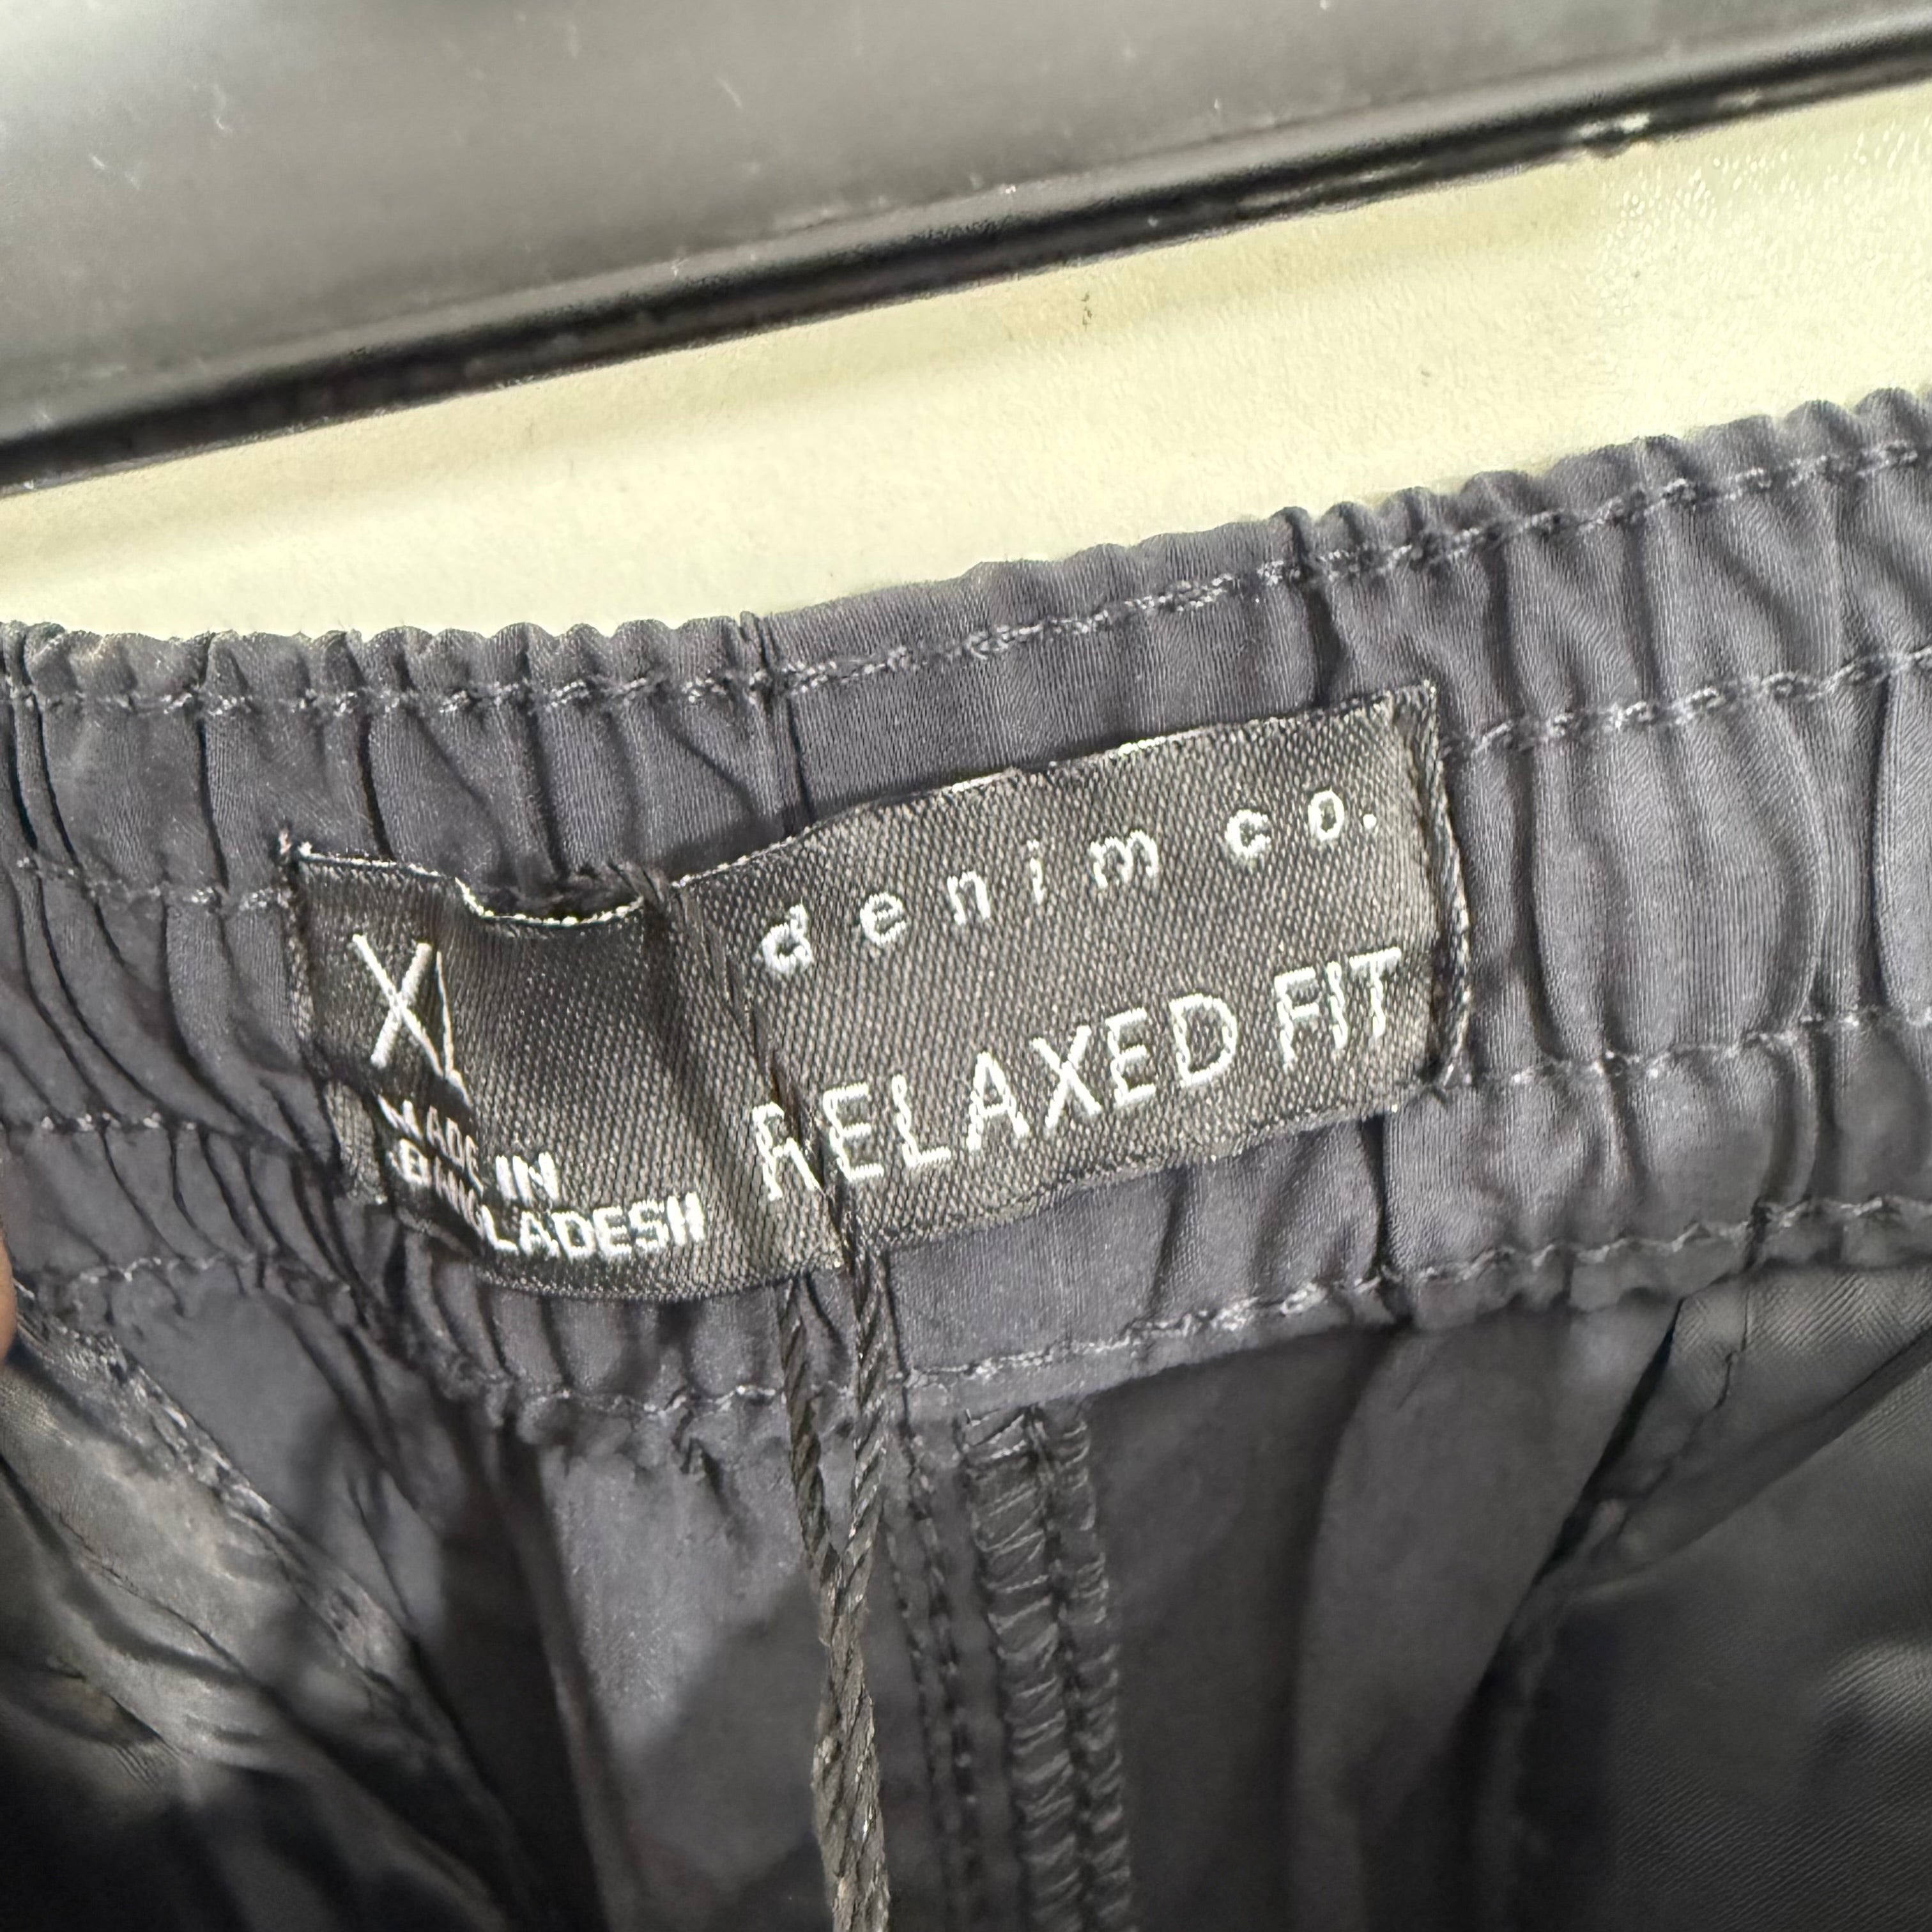 denim co.
RELAXED FIT
XL
MADE IN
BANGLADESH